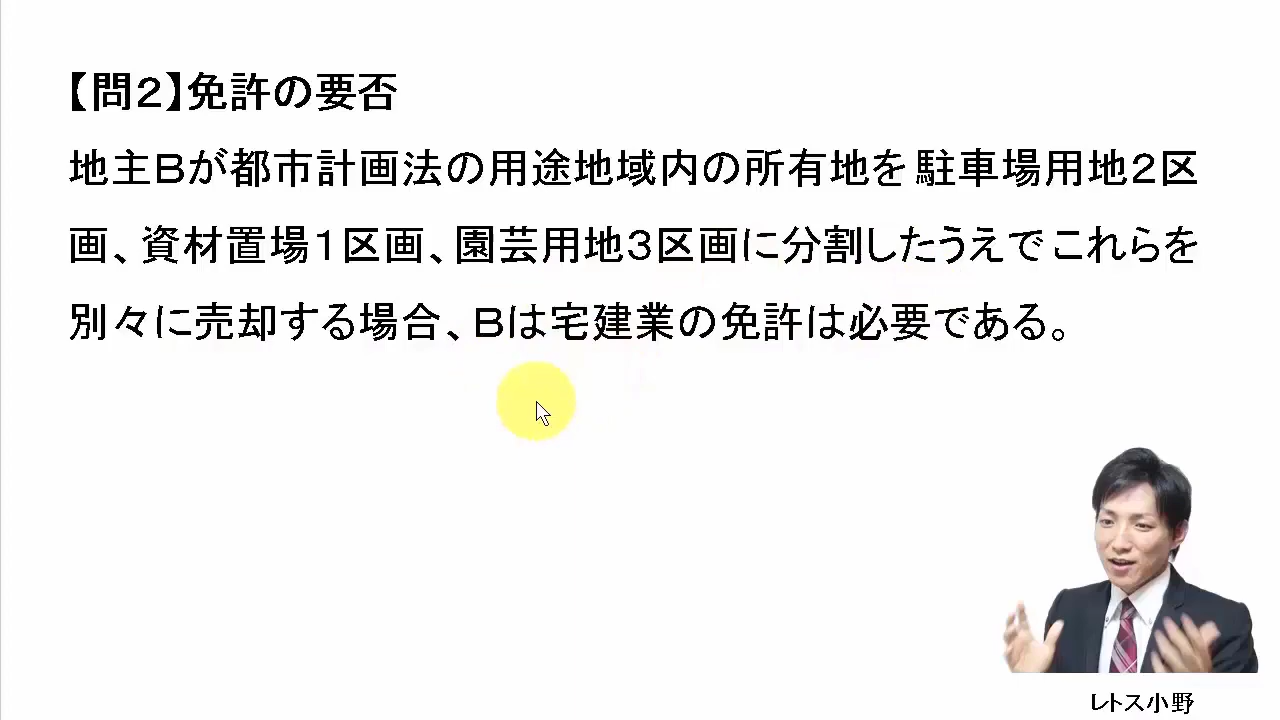 【問２】免許の要否
地主Ｂが都市計画法の用途地域内の所有地を駐車場用地２区
画、資材置場１区画、園芸用地３区画に分割したうえでこれらを
別々に売却する場合、Ｂは宅建業の免許は必要である。
レトス小野